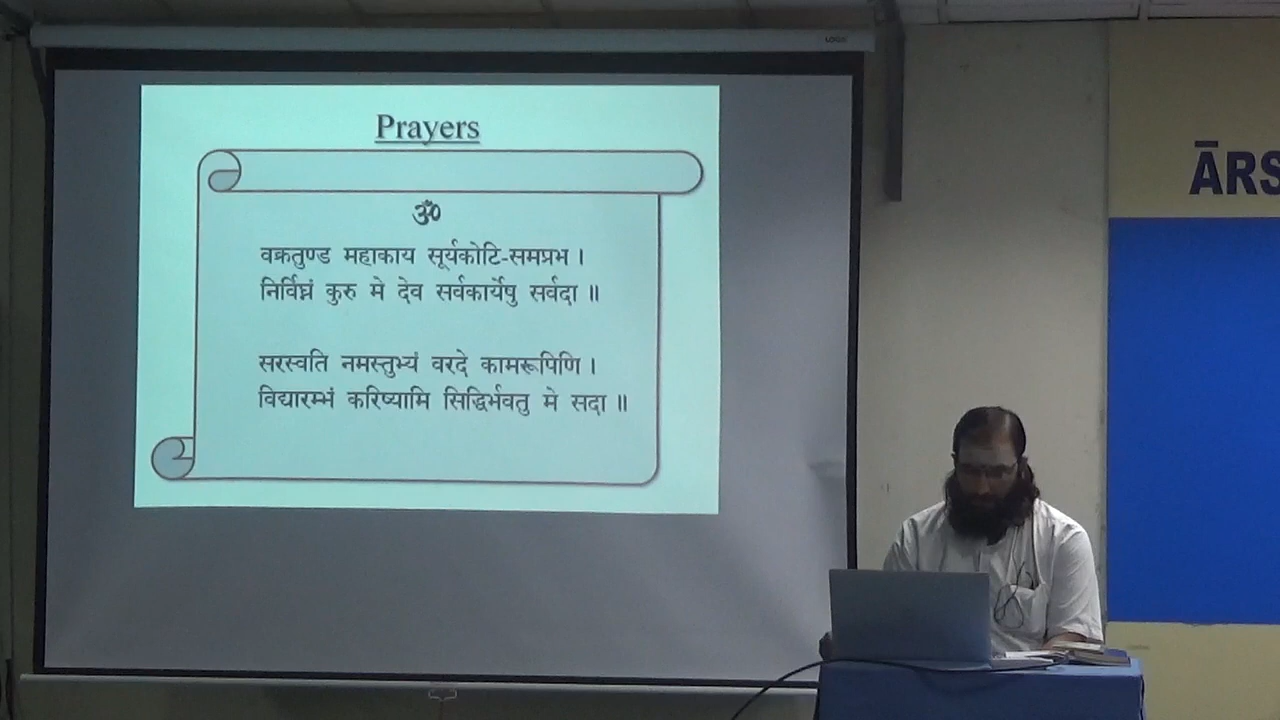 Prayers
ॐ
वक्रतुण्ड महाकाय सूर्यकोटि-समप्रभ ।
निर्विघ्नं कुरु मे देव सर्वकार्येषु सर्वदा ॥
सरस्वति नमस्तुभ्यं वरदे कामरूपिणि ।
विद्यारम्भं करिष्यामि सिद्धिर्भवतु मे सदा ॥
ĀRS